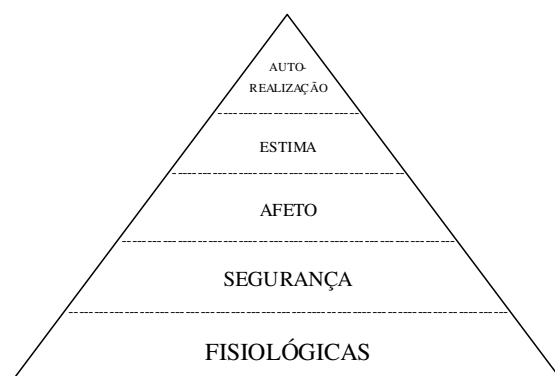 AUTO-
REALIZAÇÃO
ESTIMA
AFETO
SEGURANÇA
FISIOLÓGICAS